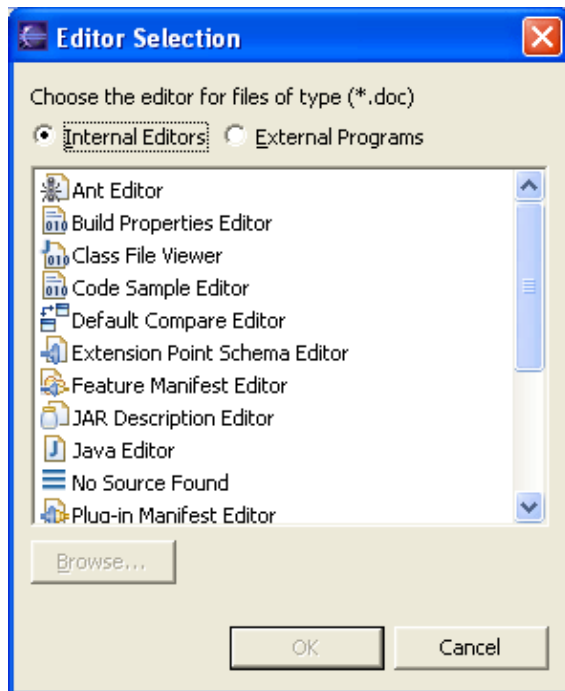 Editor Selection
Choose the editor for files of type (*.doc)
Internal Editors External Programs
Ant Editor
Build Properties Editor
Class File Viewer
Code Sample Editor
Default Compare Editor
Extension Point Schema Editor
Feature Manifest Editor
JAR Description Editor
Java Editor
No Source Found
Plug-in Manifest Editor
Browse...
OK Cancel